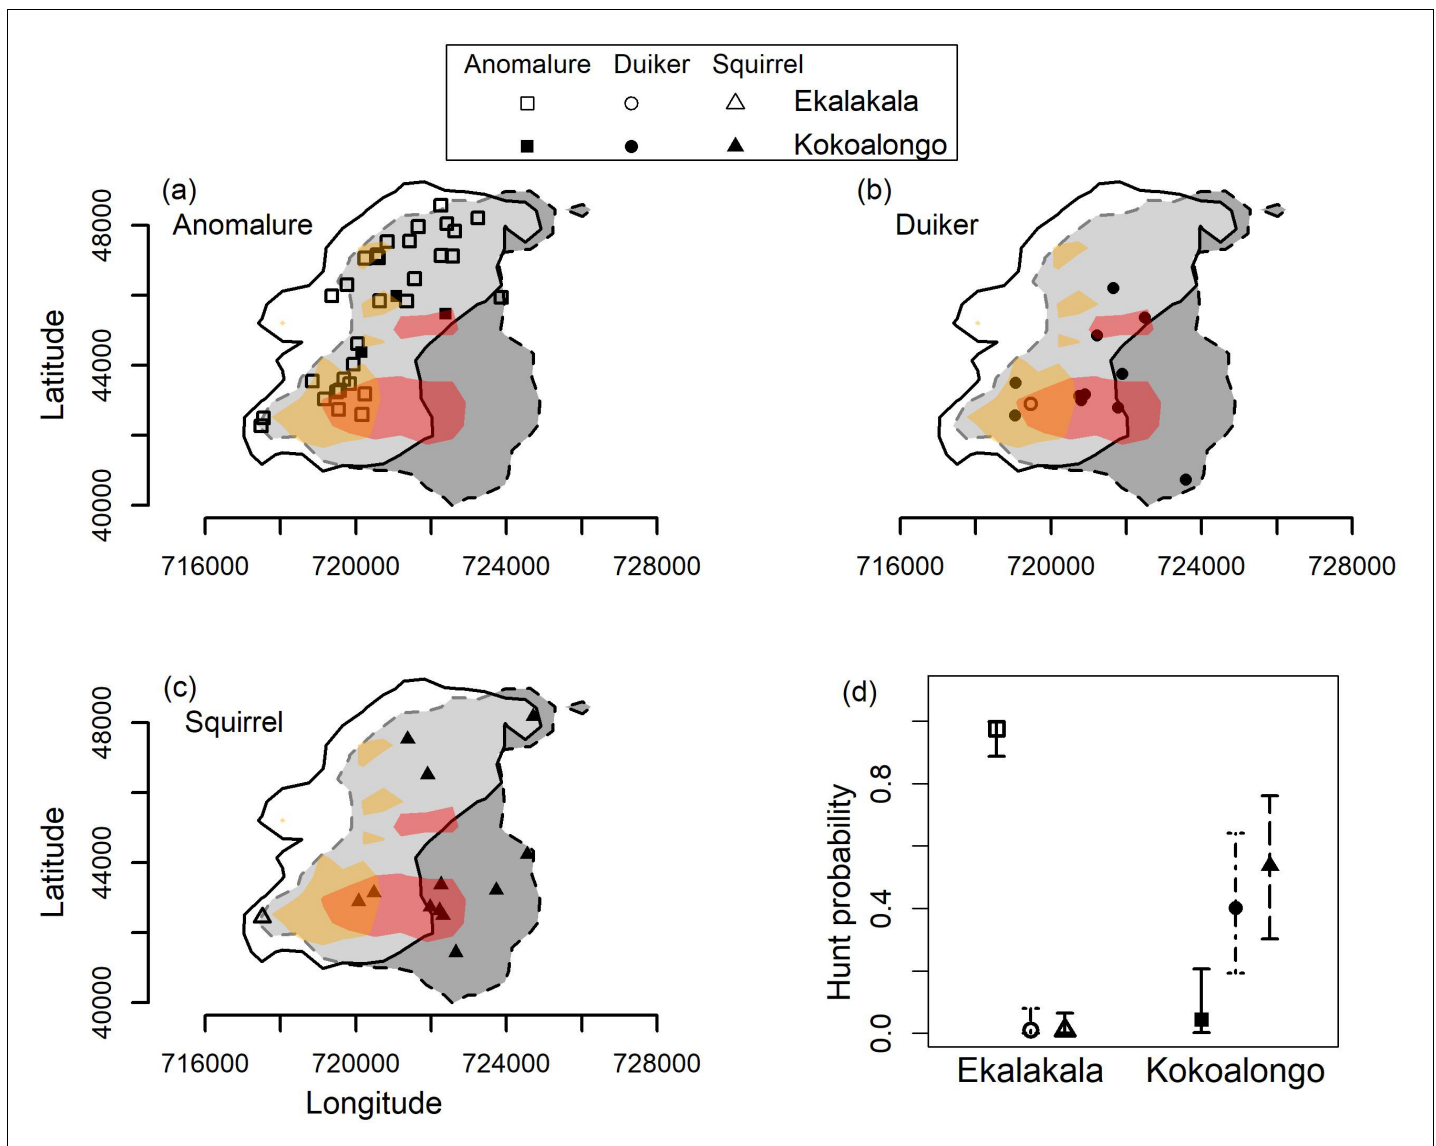 Anomalure Duiker Squirrel
Ekalakala
Kokoalongo
(a)
Anomalure
Latitude
48000
44000
40000
716000 720000 724000 728000
(b)
Duiker
716000 720000 724000 728000
(c)
Squirrel
Latitude
48000
44000
40000
716000 720000 724000 728000
Longitude
(d)
Hunt probability
0.8
0.4
0.0
Ekalakala Kokoalongo